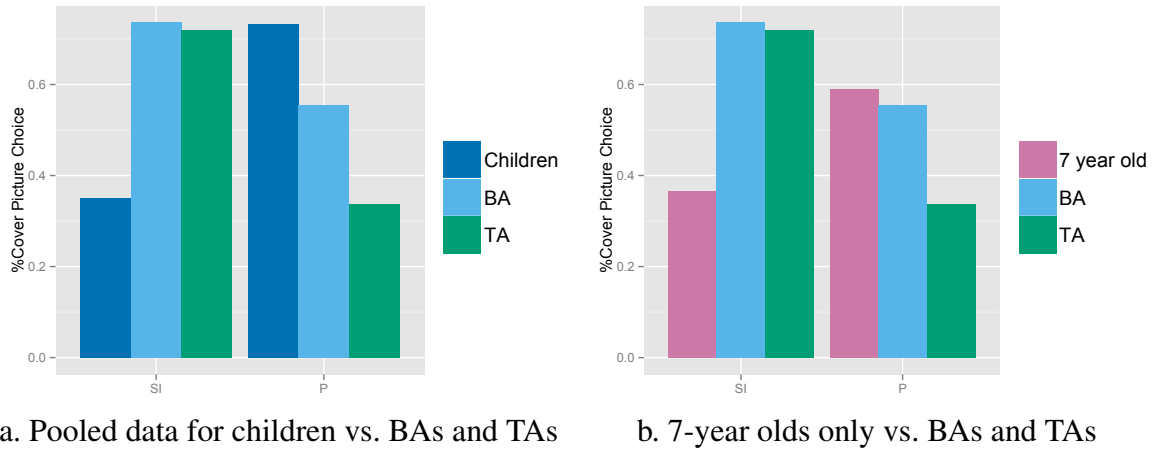 %Cover Picture Choice
0.6
0.4
0.2
0.0
SI
P
Children
BA
TA
a. Pooled data for children vs. BAs and TAs
%Cover Picture Choice
0.6
0.4
0.2
0.0
SI
P
7 year old
BA
TA
b. 7-year olds only vs. BAs and TAs